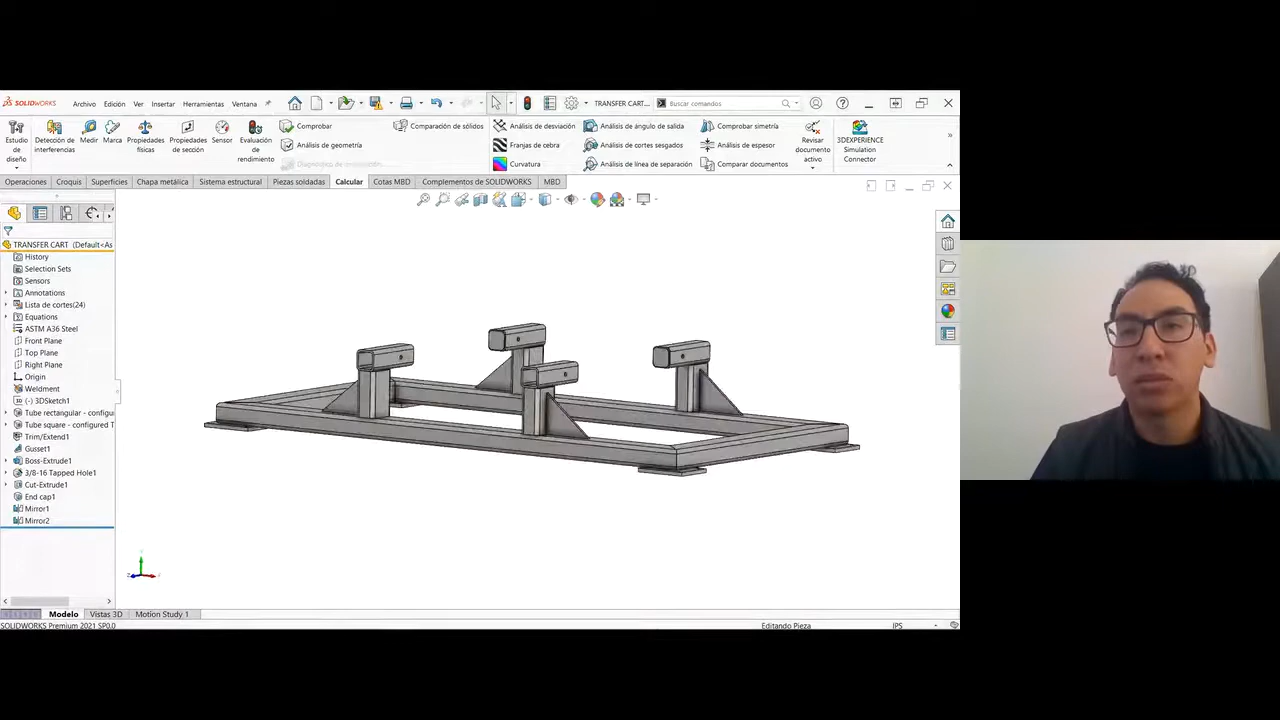 SOLIDWORKS Archivo Edición Ver Insertar Herramientas Ventana TRANSFER CART... Buscar comandos
Estudio de diseño
Detección de interferencias
Medir
Marca
Propiedades físicas
Propiedades de sección
Sensor
Evaluación de rendimiento
Comprobar
Análisis de geometría
Comparación de sólidos
Análisis de desviación
Franjas de cebra
Curvatura
Análisis de ángulo de salida
Análisis de cortes sesgados
Análisis de línea de separación
Comprobar simetría
Análisis de espesor
Comparar documentos
Revisar documento activo
3DEXPERIENCE Simulation Connector
Operaciones Croquis Superficies Chapa metálica Sistema estructural Piezas soldadas Calcular Cotas MBD Complementos de SOLIDWORKS MBD
TRANSFER CART (Default<As
History
Selection Sets
Sensors
Annotations
Lista de cortes(24)
Equations
ASTM A36 Steel
Front Plane
Top Plane
Right Plane
Origin
Weldment
(-) 3DSketch1
Tube rectangular - configu
Tube square - configured T
Trim/Extend1
Gusset1
Boss-Extrude1
3/8-16 Tapped Hole1
Cut-Extrude1
End cap1
Mirror1
Mirror2
Modelo Vistas 3D Motion Study 1
SOLIDWORKS Premium 2021 SP0.0 Editando Pieza IPS